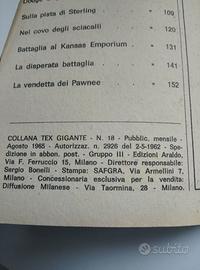 Sulla pista di Sterling . . » 109
Nel covo degli sciacalli . . » 120
Battaglia al Kansas Emporium . » 131
La disperata battaglia . . » 141
La vendetta dei Pawnee . . » 152
COLLANA TEX GIGANTE - N. 18 - Pubblic. mensile -
Agosto 1965 - Autorizzaz. n. 2926 del 2-5-1962 - Spe-
dizione in abbon. post. - Gruppo III - Edizioni Araldo,
Via F. Ferruccio 15, Milano - Direttore responsabile:
Sergio Bonelli - Stampa: SAFGRA, Via Armellini 7,
Milano - Concessionaria esclusiva per la vendita:
Diffusione Milanese - Via Taormina, 28 - Milano.
subito